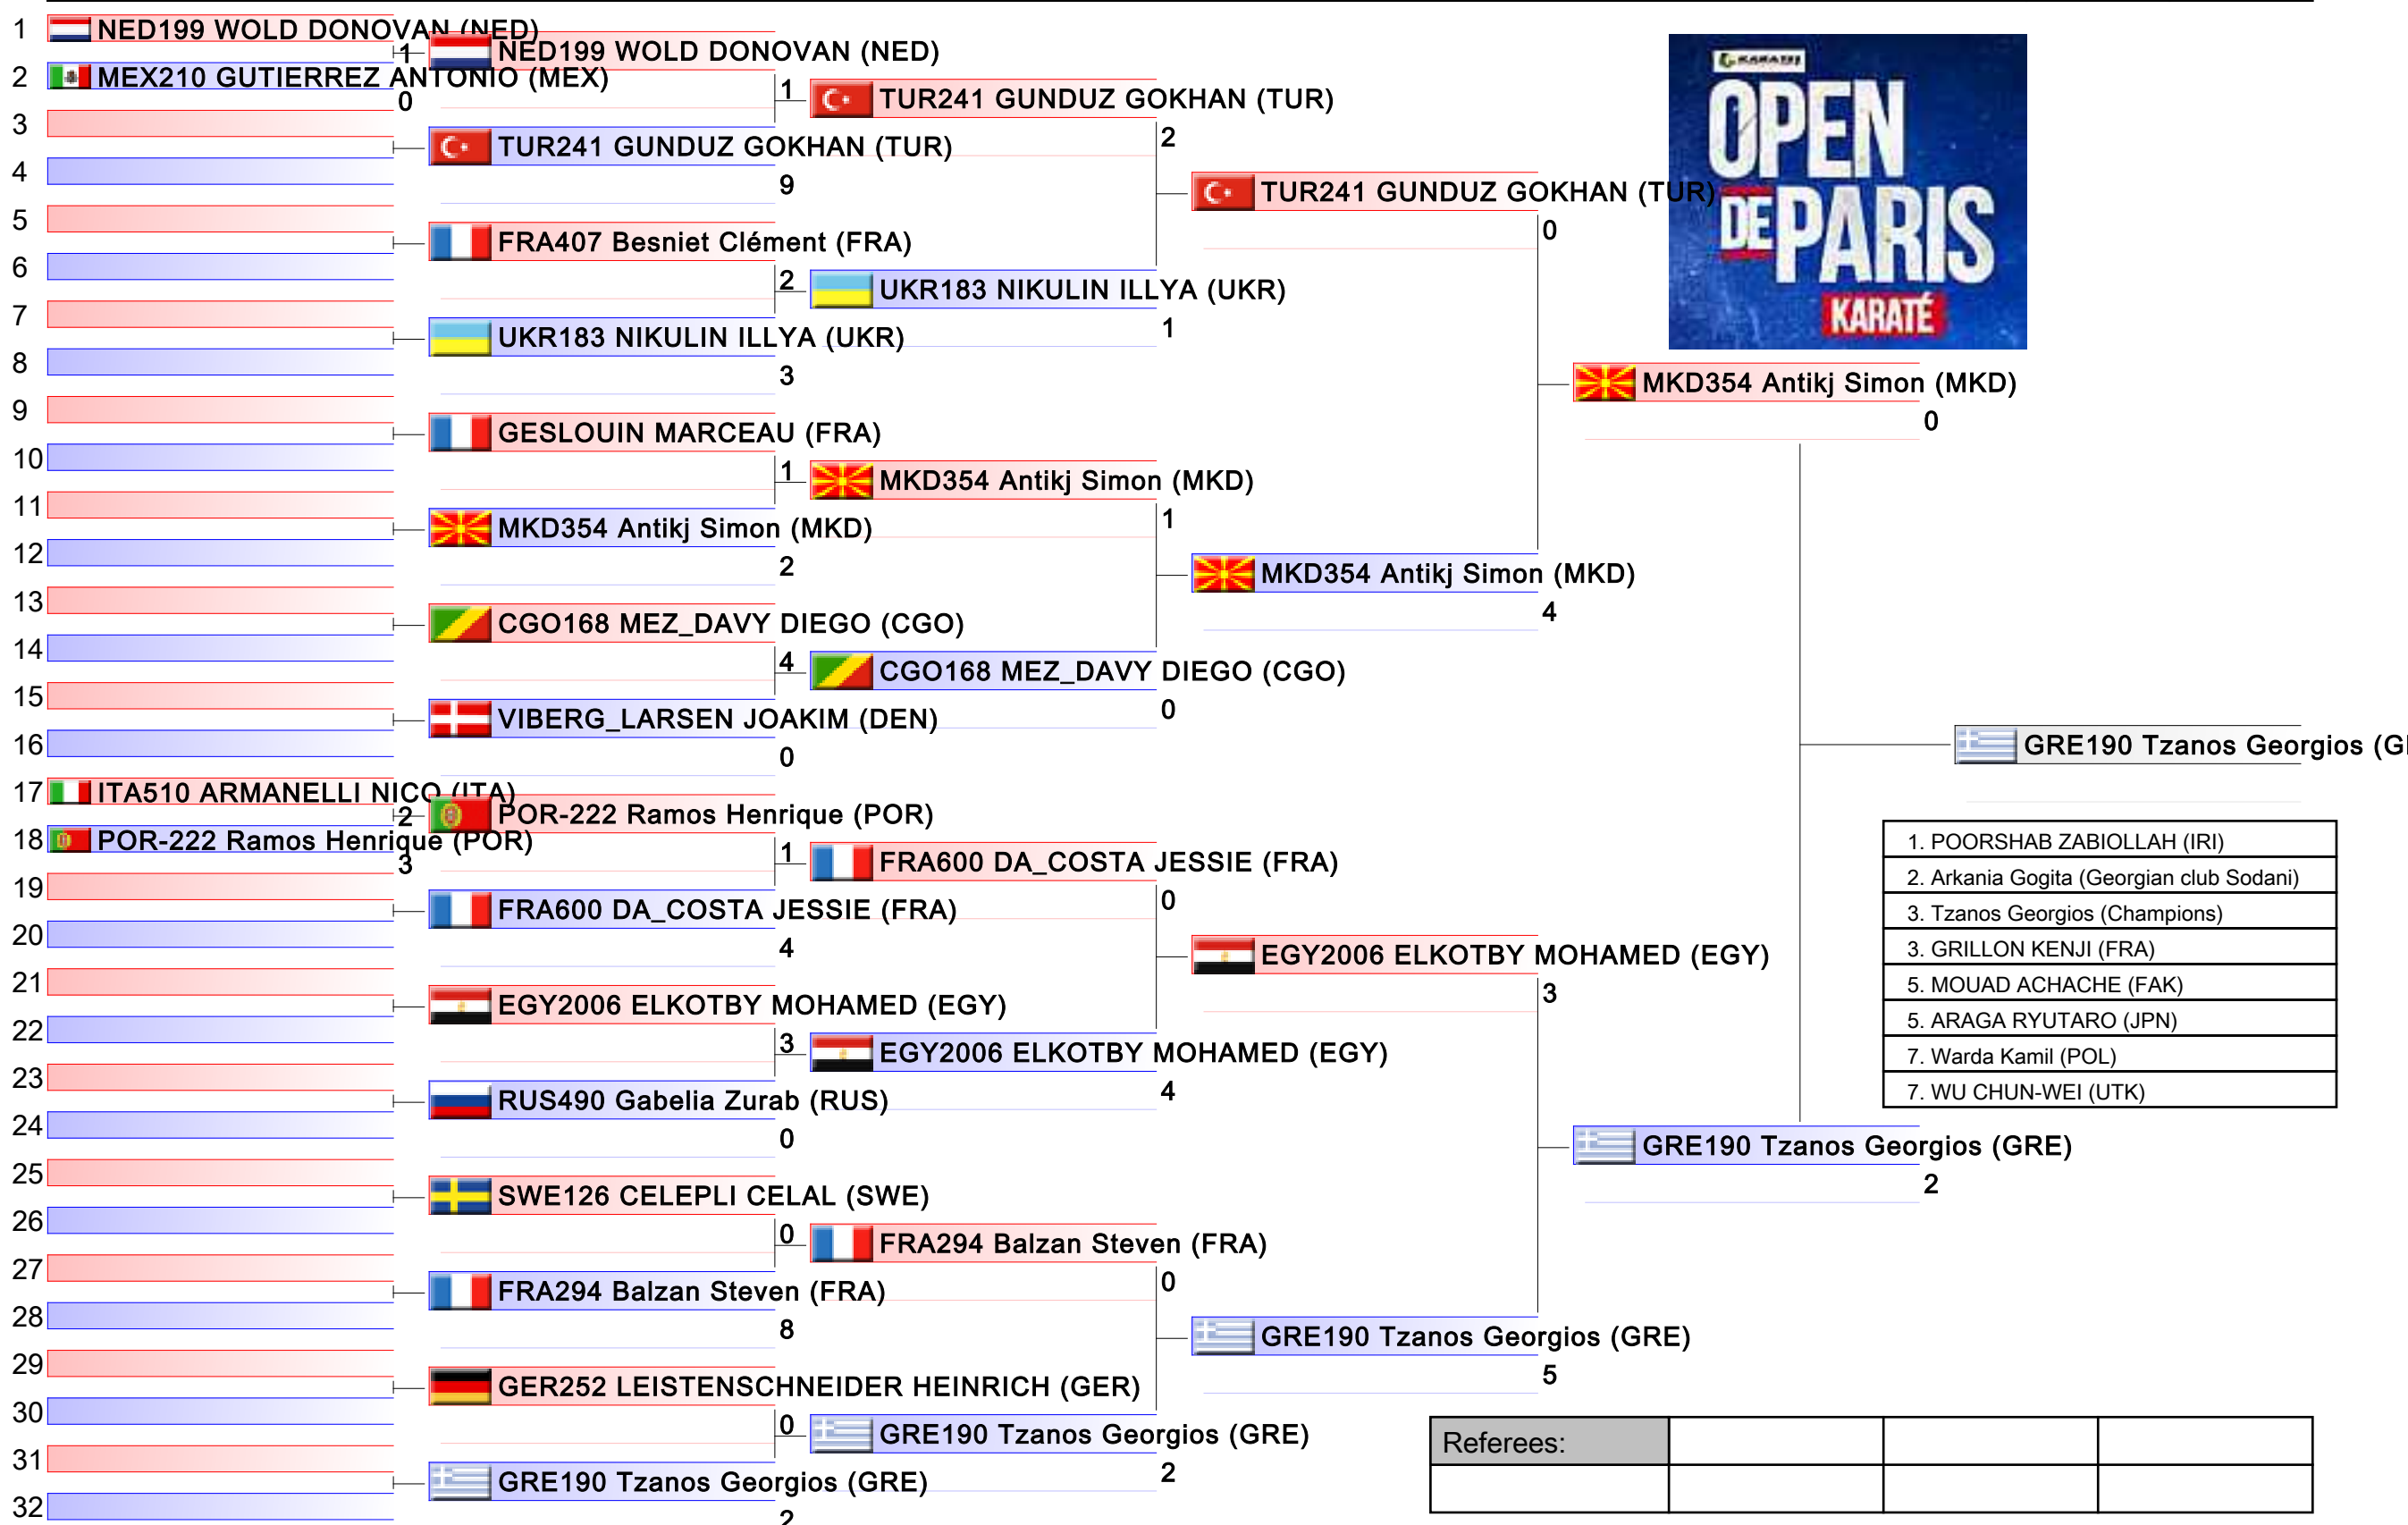 1 NED199 WOLD DONOVAN (NED)
1
2 MEX210 GUTIERREZ ANTONIO (MEX)
0
3
4
5
6
7
8
9
10
11
12
13
14
15
16
17 ITA510 ARMANELLI NICO (ITA)
2
18 POR-222 Ramos Henrique (POR)
3
19
20
21
22
23
24
25
26
27
28
29
30
31
32
NED199 WOLD DONOVAN (NED)
1
TUR241 GUNDUZ GOKHAN (TUR)
9
FRA407 Besniet Clément (FRA)
2
UKR183 NIKULIN ILLYA (UKR)
3
GESLOUIN MARCEAU (FRA)
1
MKD354 Antikj Simon (MKD)
2
CGO168 MEZ_DAVY DIEGO (CGO)
4
VIBERG_LARSEN JOAKIM (DEN)
0
POR-222 Ramos Henrique (POR)
1
FRA600 DA_COSTA JESSIE (FRA)
4
EGY2006 ELKOTBY MOHAMED (EGY)
3
RUS490 Gabelia Zurab (RUS)
0
SWE126 CELEPLI CELAL (SWE)
0
FRA294 Balzan Steven (FRA)
8
GER252 LEISTENSCHNEIDER HEINRICH (GER)
0
GRE190 Tzanos Georgios (GRE)
2
TUR241 GUNDUZ GOKHAN (TUR)
2
UKR183 NIKULIN ILLYA (UKR)
1
MKD354 Antikj Simon (MKD)
1
CGO168 MEZ_DAVY DIEGO (CGO)
0
FRA600 DA_COSTA JESSIE (FRA)
0
EGY2006 ELKOTBY MOHAMED (EGY)
4
FRA294 Balzan Steven (FRA)
0
GRE190 Tzanos Georgios (GRE)
2
TUR241 GUNDUZ GOKHAN (TUR)
0
MKD354 Antikj Simon (MKD)
4
EGY2006 ELKOTBY MOHAMED (EGY)
3
GRE190 Tzanos Georgios (GRE)
5
MKD354 Antikj Simon (MKD)
0
GRE190 Tzanos Georgios (GRE)
2
GRE190 Tzanos Georgios (G
OPEN
DE PARIS
KARATÉ
1. POORSHAB ZABIOLLAH (IRI)
2. Arkania Gogita (Georgian club Sodani)
3. Tzanos Georgios (Champions)
3. GRILLON KENJI (FRA)
5. MOUAD ACHACHE (FAK)
5. ARAGA RYUTARO (JPN)
7. Warda Kamil (POL)
7. WU CHUN-WEI (UTK)
Referees: